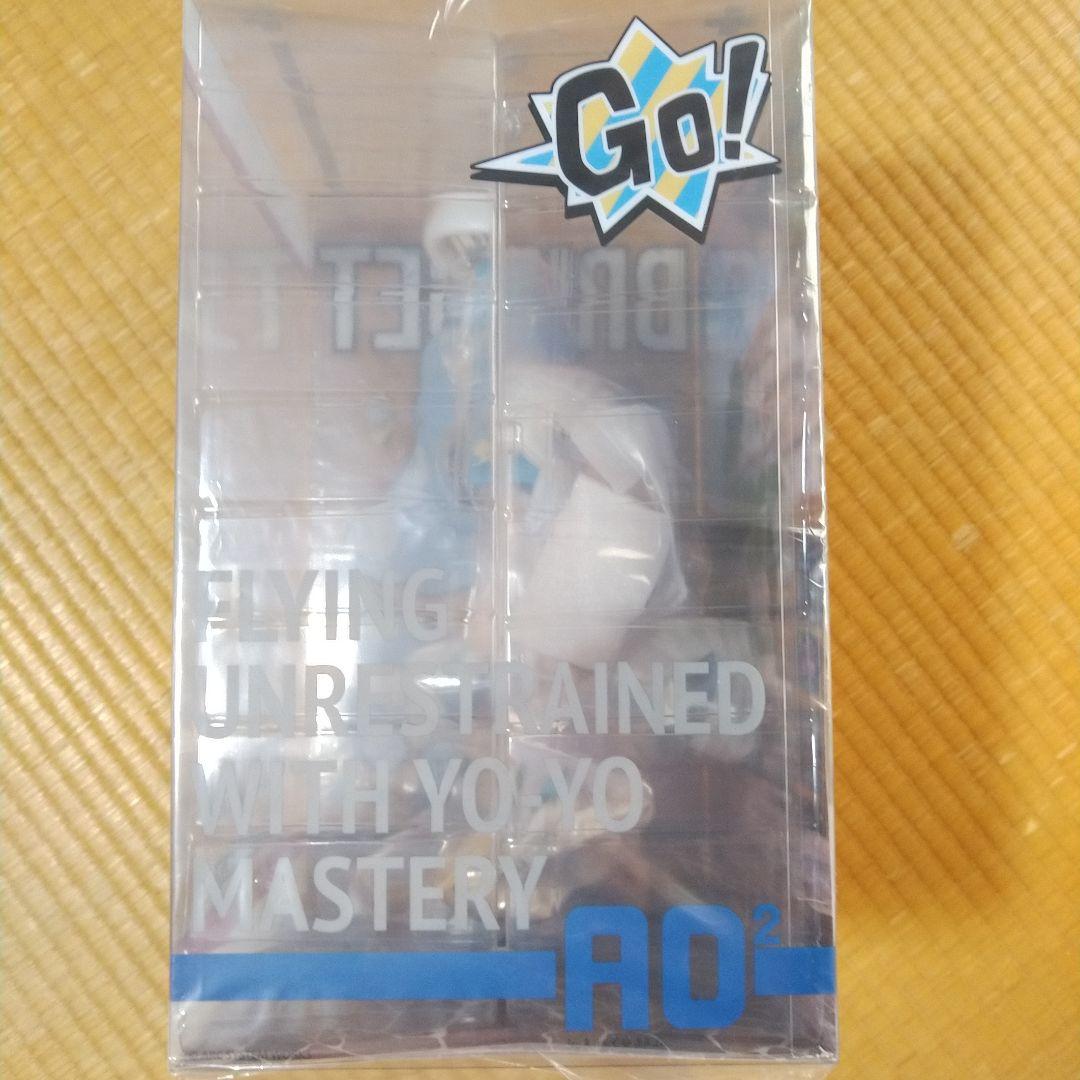 Go!
FLYING
UNRESTRAINED
WITH YO-YO
MASTERY
AO²